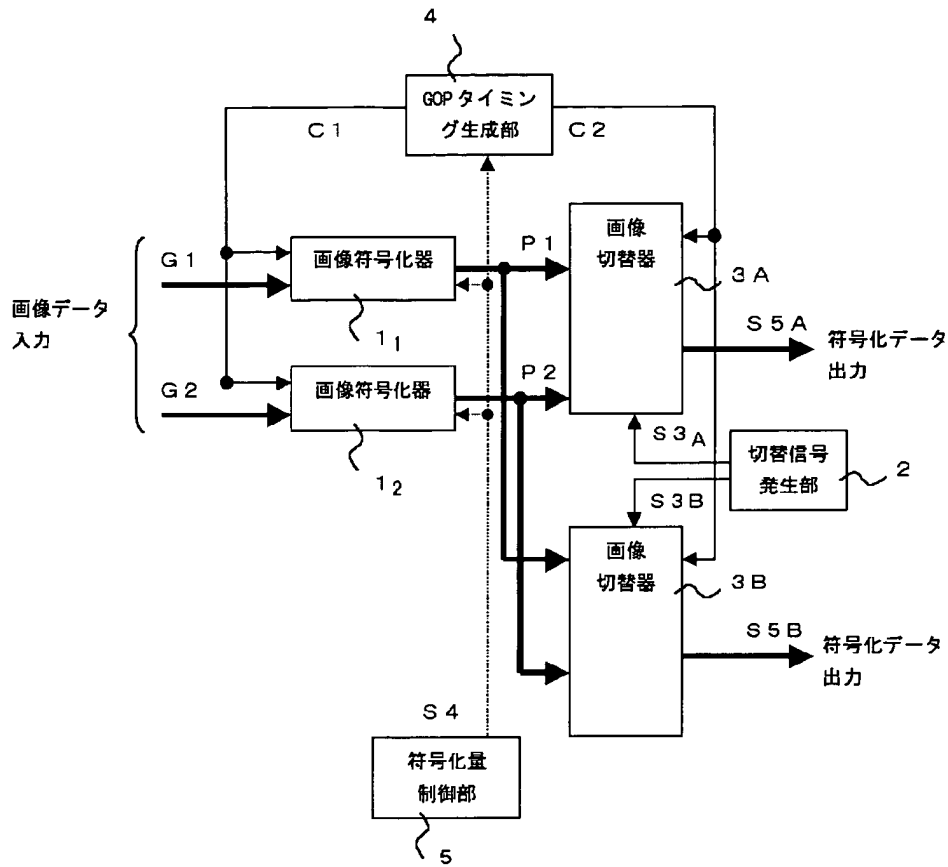 4
GOPタイミン
グ生成部
C1
C2
画像
切替器
3A
画像データ
入力
G1
画像符号化器
1₁
P1
S5A
符号化データ
出力
G2
画像符号化器
1₂
P2
S3A
切替信号
発生部
2
S3B
画像
切替器
3B
S5B
符号化データ
出力
S4
符号化量
制御部
5